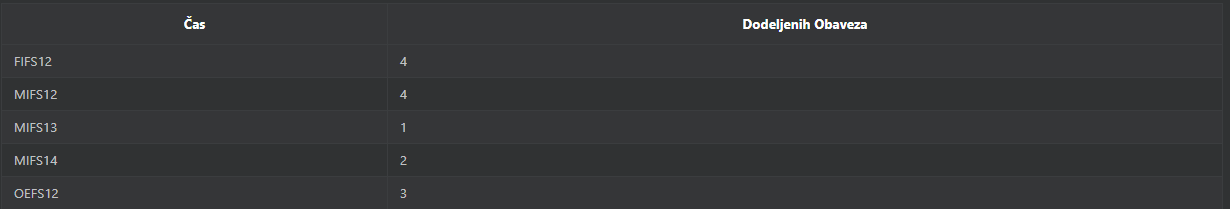 Čas Dodeljenih Obaveza
FIFS12 4
MIFS12 4
MIFS13 1
MIFS14 2
OEFS12 3